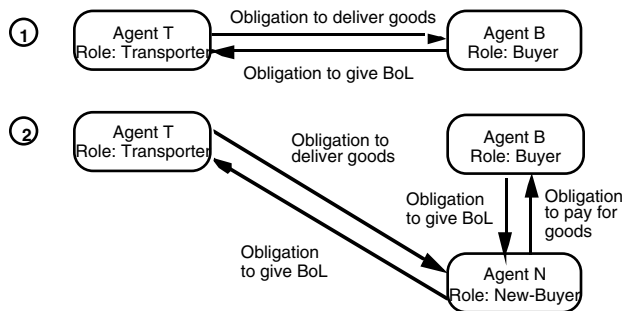 1
Agent T
Role: Transporter
Obligation to deliver goods
Obligation to give BoL
Agent B
Role: Buyer
2
Agent T
Role: Transporter
Obligation to
deliver goods
Obligation
to give BoL
Agent B
Role: Buyer
Obligation
to give BoL
Obligation
to pay for
goods
Agent N
Role: New-Buyer